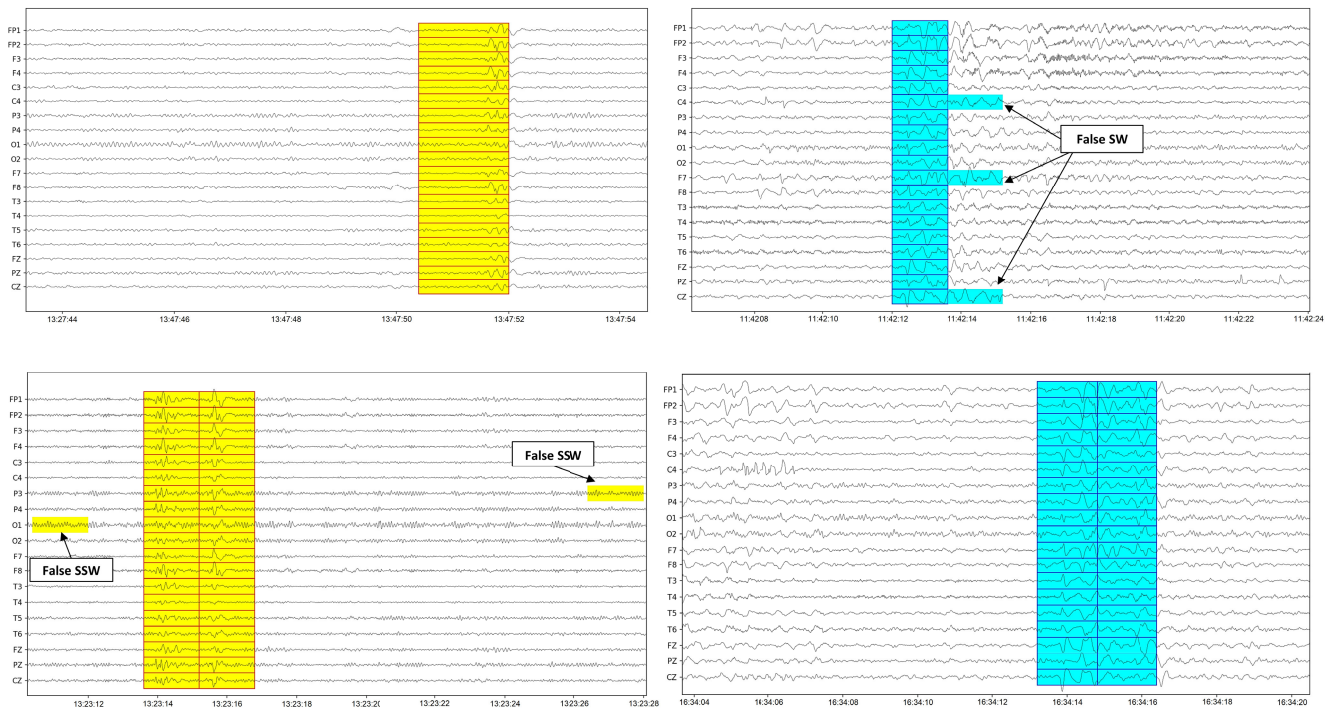 FP1
FP2
F3
F4
C3
C4
P3
P4
O1
O2
F7
F8
T3
T4
T5
T6
FZ
PZ
CZ
13:27:44
13:47:46
13:47:48
13:47:50
13:47:52
13:47:54
FP1
FP2
F3
F4
C3
C4
P3
P4
O1
O2
F7
F8
T3
T4
T5
T6
FZ
PZ
CZ
False SW
11:4208
11:42:10
11:42:12
11:42:14
11:42:16
11:42:18
11:42:20
11:42:22
11:42:24
FP1
FP2
F3
F4
C3
C4
P3
P4
O1
O2
F7
F8
T3
T4
T5
T6
FZ
PZ
CZ
False SSW
False SSW
13:23:12
13:23:14
13:23:16
13:23:18
13:23:20
13:23:22
13:23:24
13:23:26
13:23:28
FP1
FP2
F3
F4
C3
C4
P3
P4
O1
O2
F7
F8
T3
T4
T5
T6
FZ
PZ
CZ
16:34:04
16:34:06
16:34:08
16:34:10
16:34:12
16:34:14
16:34:16
16:34:18
16:34:20